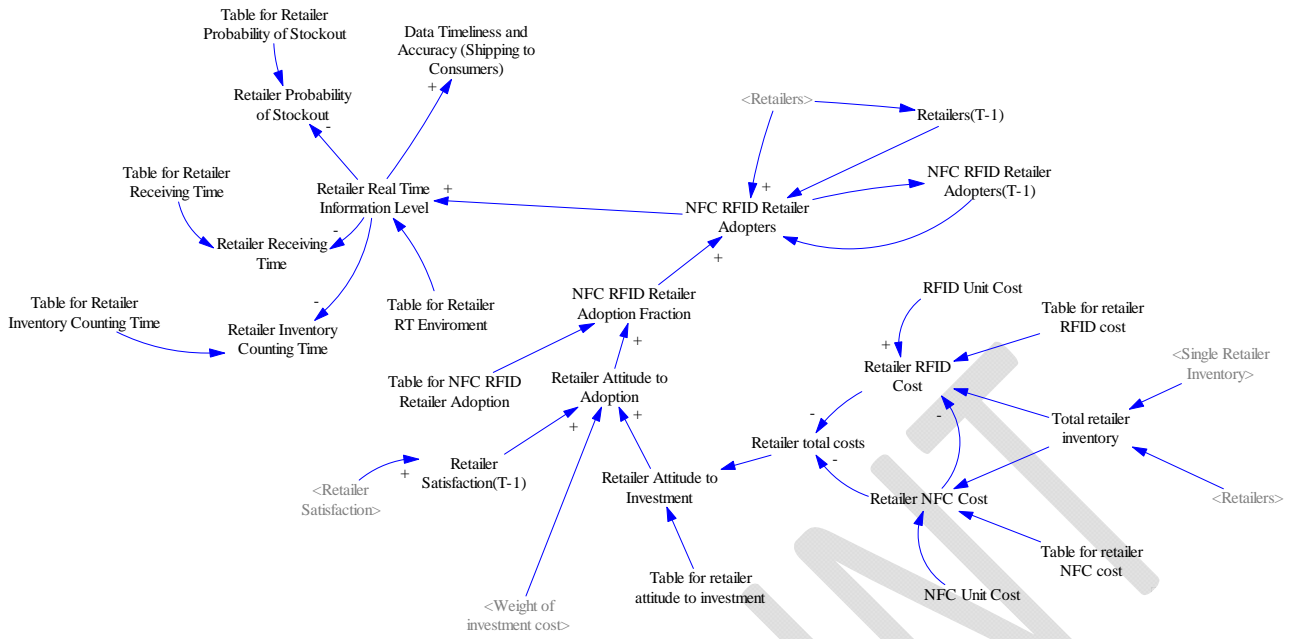 Table for Retailer
Probability of Stockout
Data Timeliness and
Accuracy (Shipping to
Consumers)
+
Retailer Probability
of Stockout
-
<Retailers>
Retailers(T-1)
Table for Retailer
Receiving Time
Retailer Real Time
Information Level
+
+
NFC RFID Retailer
Adopters
NFC RFID Retailer
Adopters(T-1)
-
Retailer Receiving
Time
+
-
Table for Retailer
Inventory Counting Time
Retailer Inventory
Counting Time
Table for Retailer
RT Enviroment
NFC RFID Retailer
Adoption Fraction
+
RFID Unit Cost
Table for retailer
RFID cost
+
Retailer RFID
Cost
<Single Retailer
Inventory>
Table for NFC RFID
Retailer Adoption
Retailer Attitude to
Adoption
+
+
-
-
Total retailer
inventory
Retailer total costs
-
<Retailer
Satisfaction>
+
Retailer
Satisfaction(T-1)
Retailer Attitude to
Investment
Retailer NFC Cost
<Retailers>
Table for retailer
NFC cost
Table for retailer
attitude to investment
NFC Unit Cost
<Weight of
investment cost>
INT